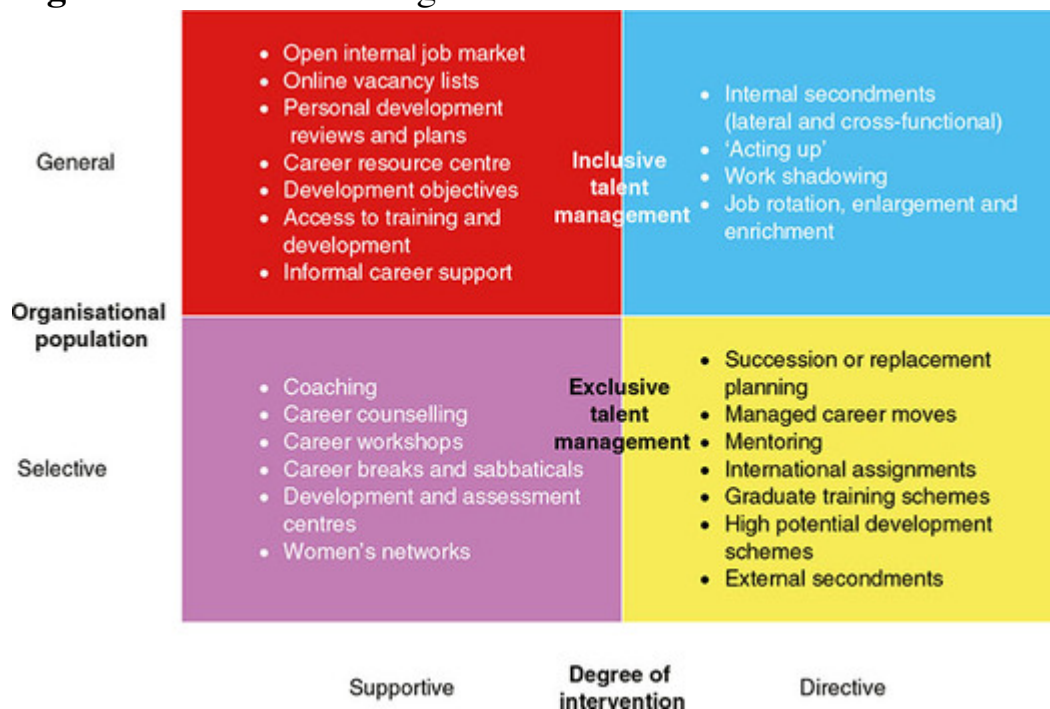 • Open internal job market
• Online vacancy lists
• Personal development
reviews and plans
• Career resource centre
• Development objectives
• Access to training and
development
• Informal career support
General
Inclusive
talent
management
• Internal secondments
(lateral and cross-functional)
• ‘Acting up’
• Work shadowing
• Job rotation, enlargement and
enrichment
Organisational
population
• Coaching
• Career counselling
• Career workshops
• Career breaks and sabbaticals
• Development and assessment
centres
• Women’s networks
Selective
Exclusive
talent
management
• Succession or replacement
planning
• Managed career moves
• Mentoring
• International assignments
• Graduate training schemes
• High potential development
schemes
• External secondments
Supportive
Degree of
intervention
Directive